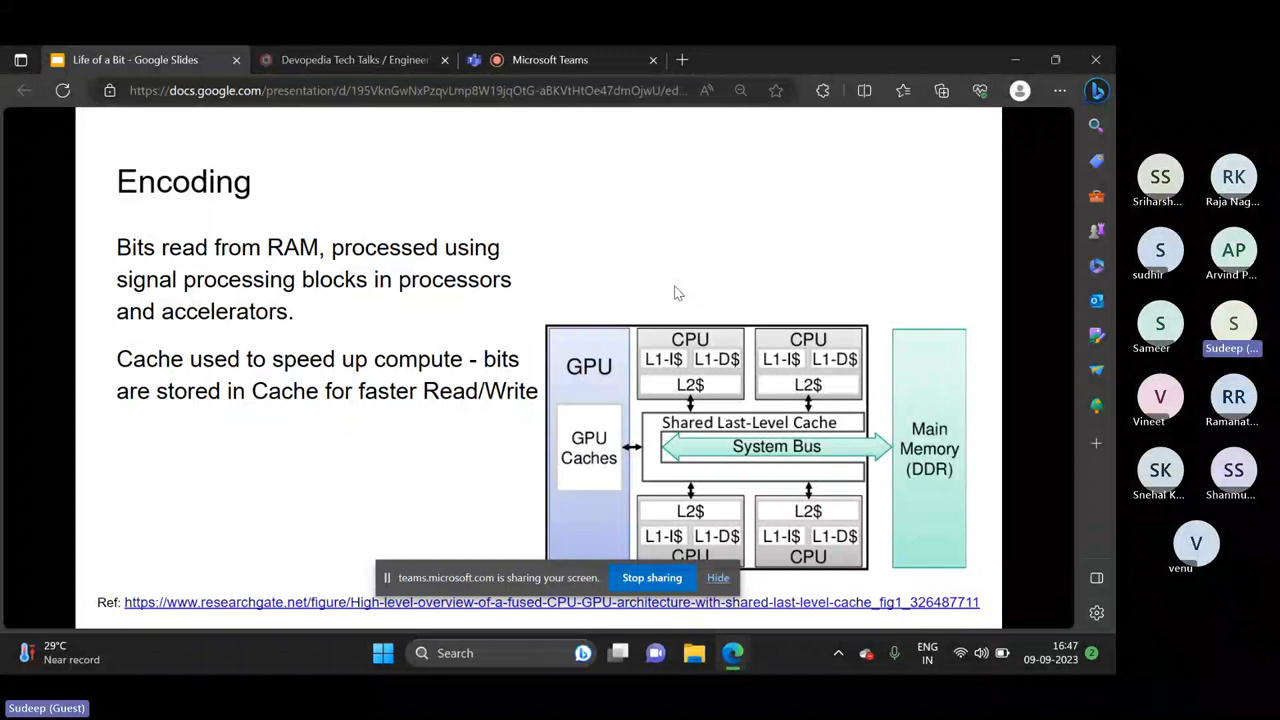 Life of a Bit - Google Slides
Devopedia Tech Talks / Engineer
Microsoft Teams
https://docs.google.com/presentation/d/195VknGwNxPzqvLmp8W19jqOtG-aBKVtHtOe47dmOjwU/ed...
Encoding
Bits read from RAM, processed using
signal processing blocks in processors
and accelerators.
Cache used to speed up compute - bits
are stored in Cache for faster Read/Write
GPU
GPU
Caches
CPU
L1-I$ L1-D$
L2$
CPU
L1-I$ L1-D$
L2$
Shared Last-Level Cache
System Bus
Main
Memory
(DDR)
L2$
L1-I$ L1-D$
CPU
L2$
L1-I$ L1-D$
CPU
teams.microsoft.com is sharing your screen.
Stop sharing
Hide
Ref: https://www.researchgate.net/figure/High-level-overview-of-a-fused-CPU-GPU-architecture-with-shared-last-level-cache_fig1_326487711
SS
Sriharsh...
RK
Raja Nag...
S
sudhir
AP
Arvind P...
S
Sameer
S
Sudeep (...
V
Vineet
RR
Ramanat...
SK
Snehal K...
SS
Shanmu...
V
venu
29°C
Near record
Search
ENG
IN
16:47
09-09-2023
2
Sudeep (Guest)